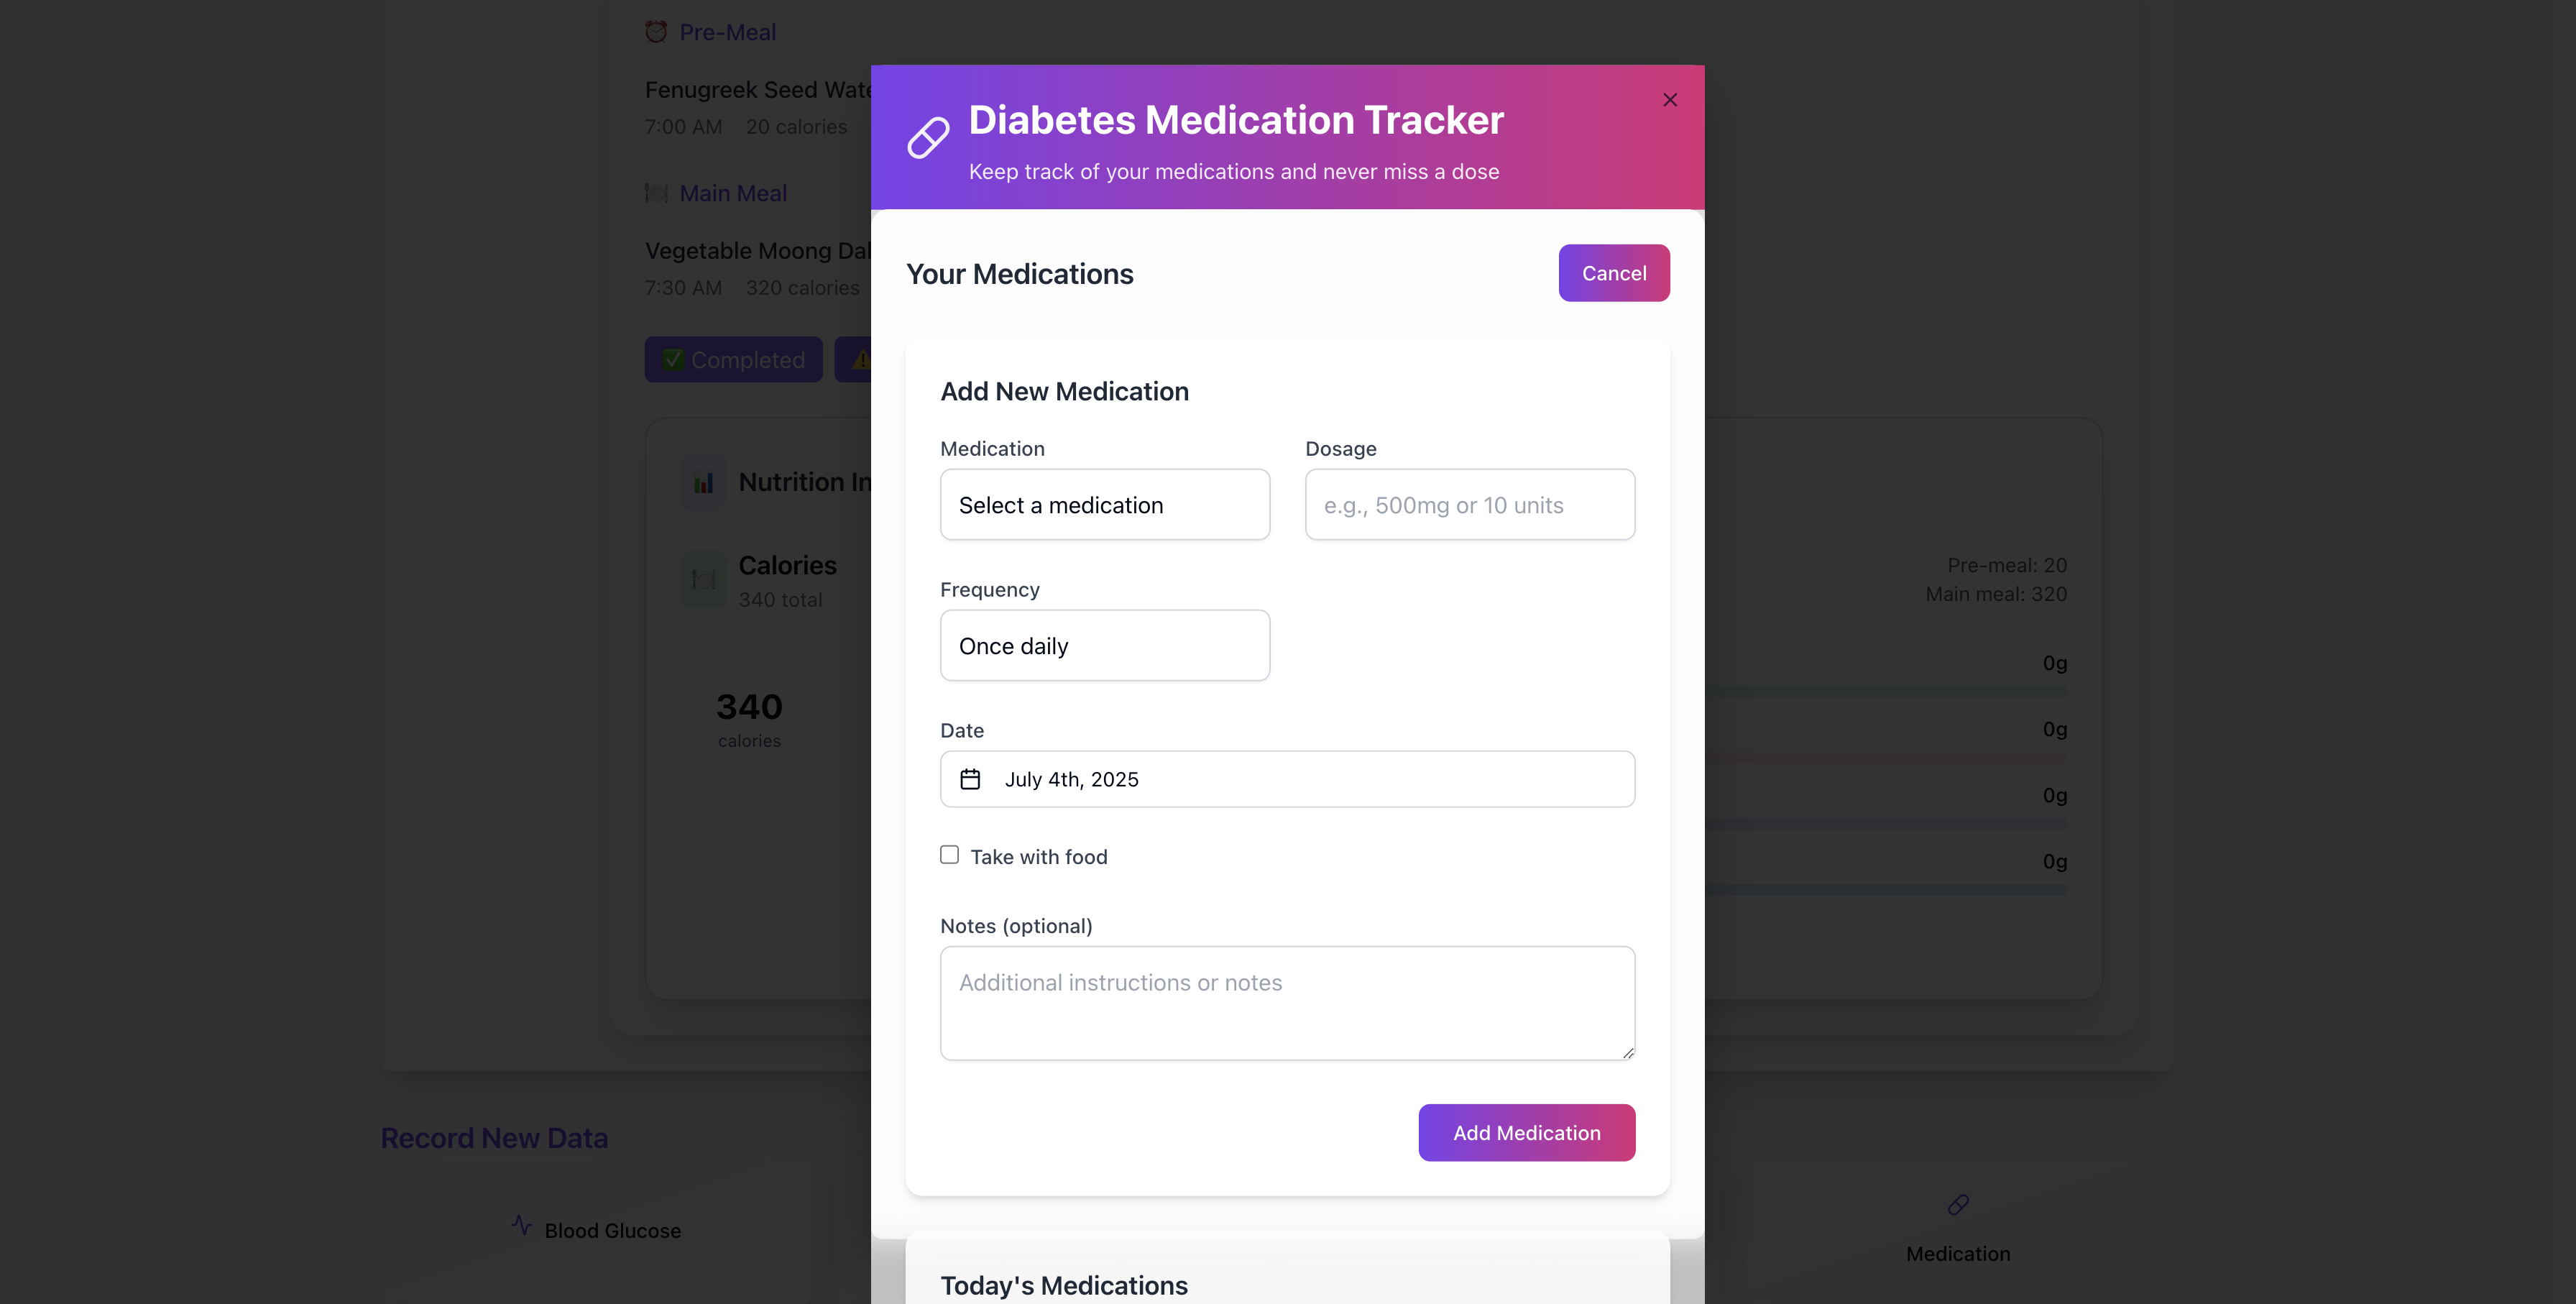 Pre-Meal
Fenugreek Seed Wate
7:00 AM 20 calories
Main Meal
Vegetable Moong Dal
7:30 AM 320 calories
Completed
Nutrition In
Calories
340 total
340
calories
Pre-meal: 20
Main meal: 320
0g
0g
0g
0g
Record New Data
Blood Glucose
Medication
Diabetes Medication Tracker
Keep track of your medications and never miss a dose
Your Medications
Cancel
Add New Medication
Medication
Dosage
Select a medication
e.g., 500mg or 10 units
Frequency
Once daily
Date
July 4th, 2025
Take with food
Notes (optional)
Additional instructions or notes
Add Medication
Today's Medications